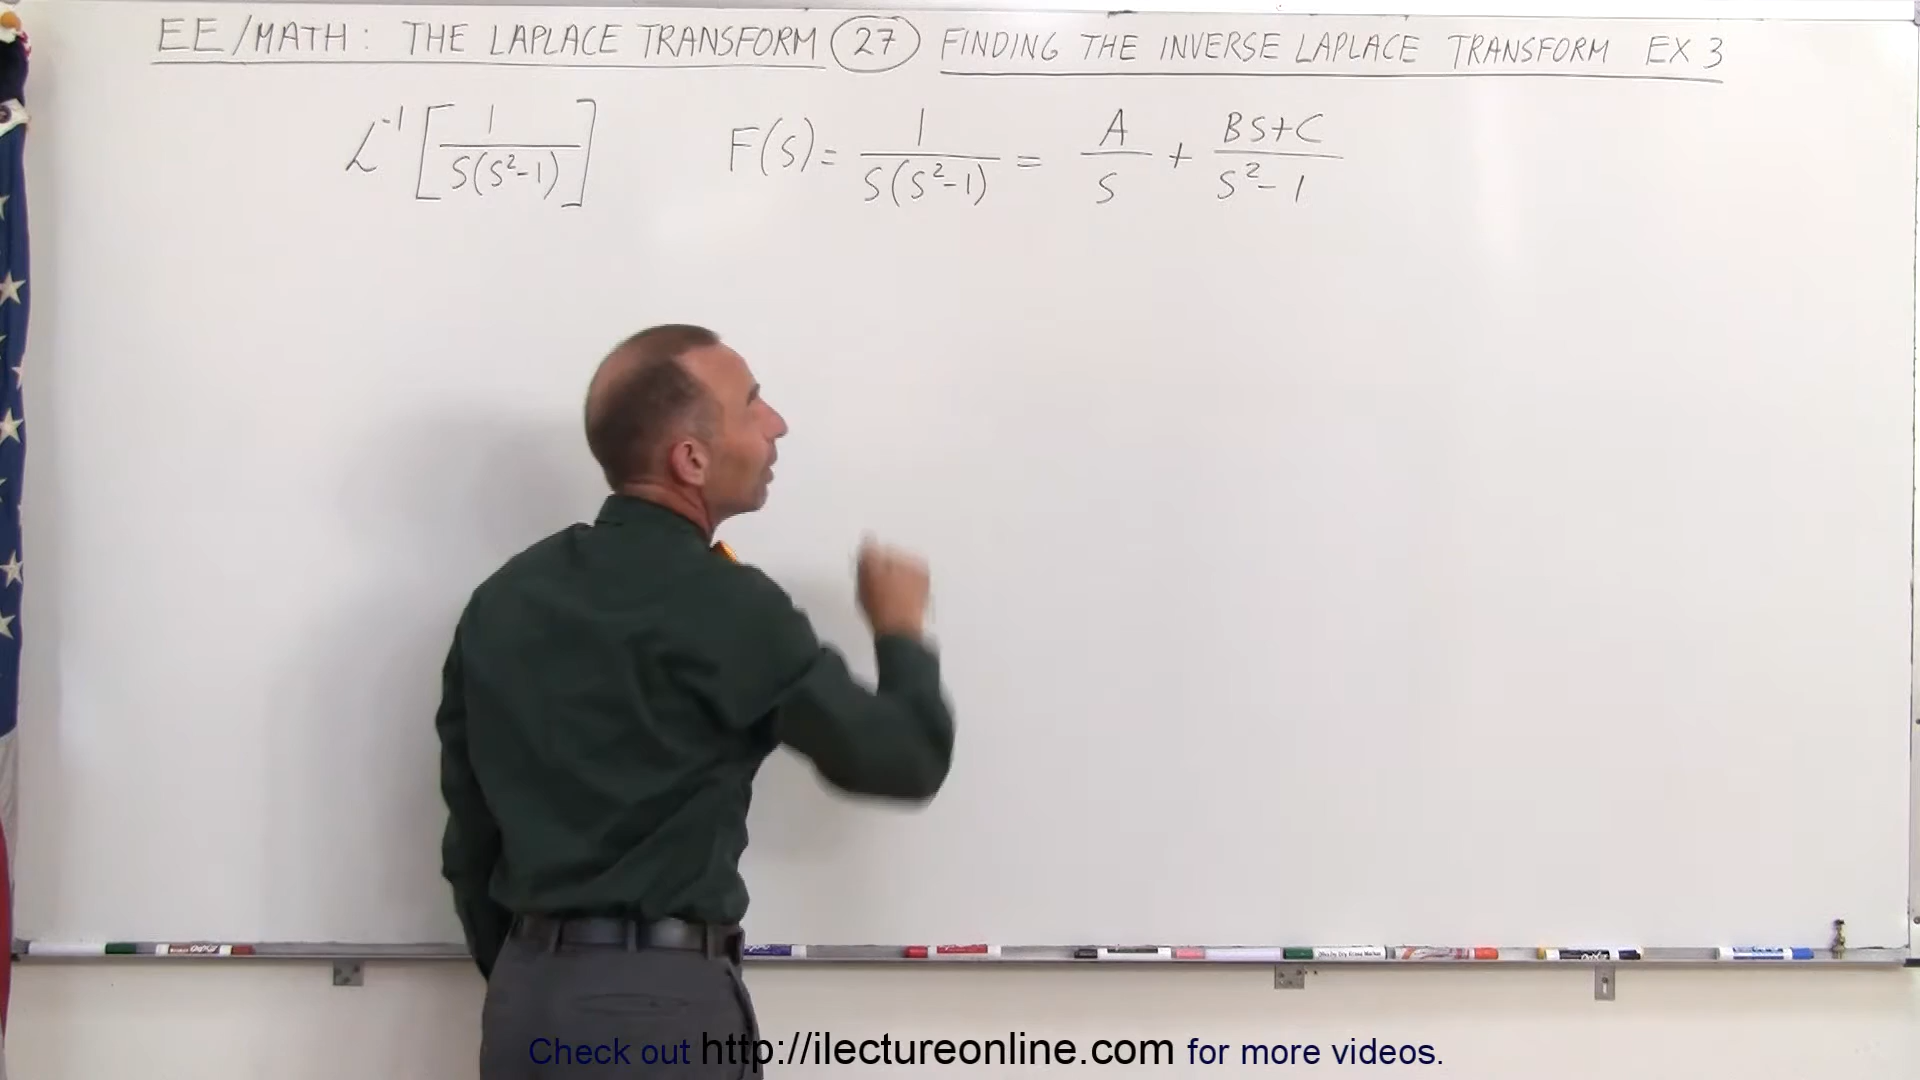 EE/MATH: THE LAPLACE TRANSFORM 27 FINDING THE INVERSE LAPLACE TRANSFORM EX 3
ℒ⁻¹[1/(S(S²-1))] F(S) = 1/(S(S²-1)) = A/S + (BS+C)/(S²-1)
Check out http://ilectureonline.com for more videos.